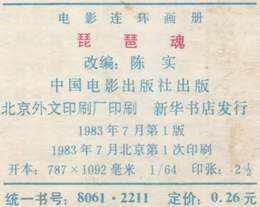 电影连环画册
琵琶魂
改编：陈实
中国电影出版社出版
北京外文印刷厂印刷 新华书店发行
1983年7月第1版
1983年7月北京第1次印刷
开本：787×1092毫米 1/64 印张：2½
统一书号：8061·2211 定价：0.26元